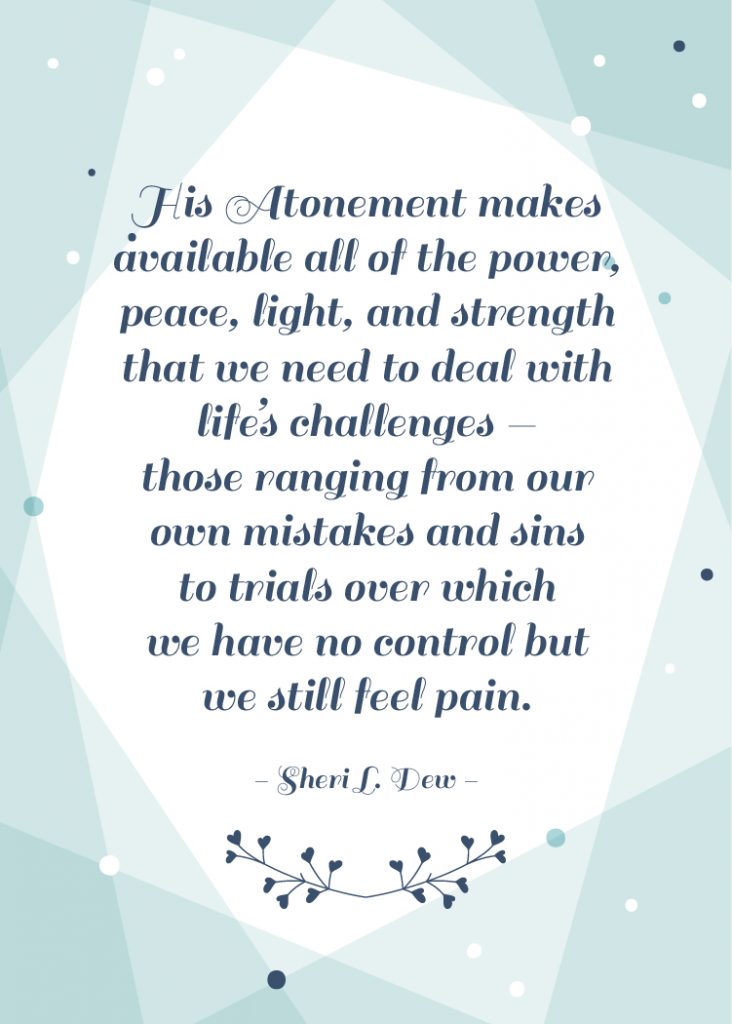 His Atonement makes
available all of the power,
peace, light, and strength
that we need to deal with
life’s challenges –
those ranging from our
own mistakes and sins
to trials over which
we have no control but
we still feel pain.
– Sheri L. Dew –